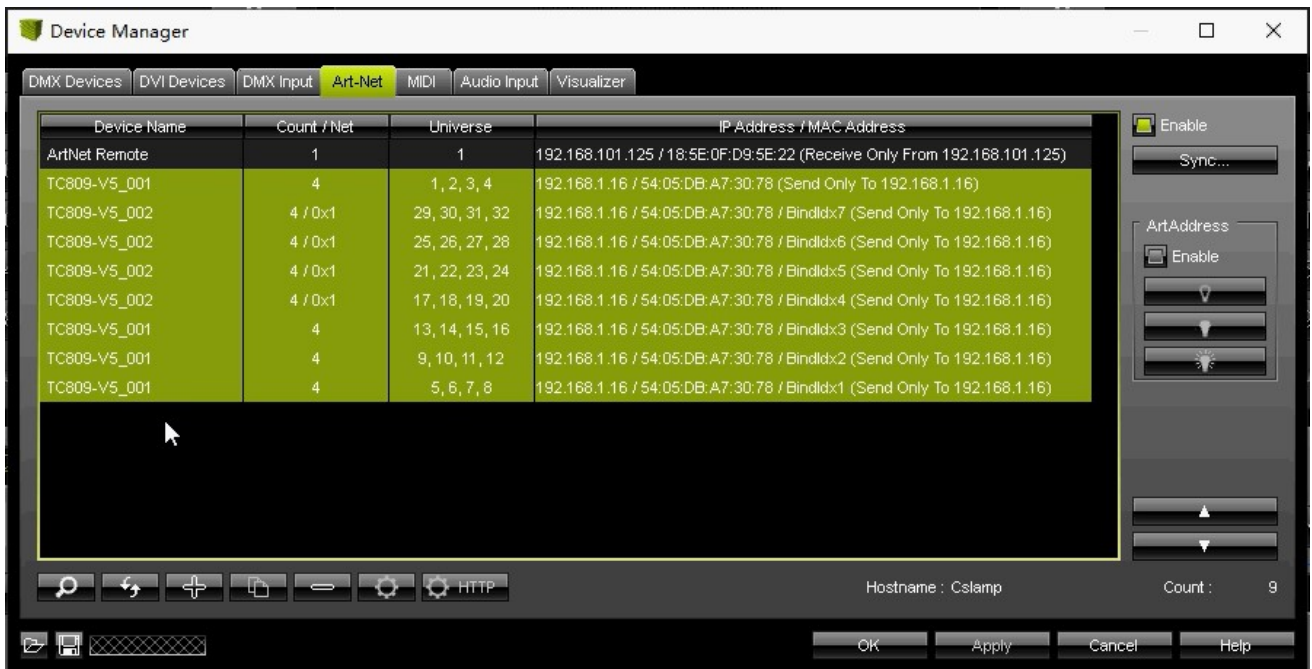 Device Manager
DMX Devices DVI Devices DMX Input Art-Net MIDI Audio Input Visualizer
Device Name Count / Net Universe IP Address / MAC Address
ArtNet Remote 1 1 192.168.101.125 / 18:5E:0F:D9:5E:22 (Receive Only From 192.168.101.125)
TC809-V5_001 4 1, 2, 3, 4 192.168.1.16 / 54:05:DB:A7:30:78 (Send Only To 192.168.1.16)
TC809-V5_002 4 / 0x1 29, 30, 31, 32 192.168.1.16 / 54:05:DB:A7:30:78 / BindIdx7 (Send Only To 192.168.1.16)
TC809-V5_002 4 / 0x1 25, 26, 27, 28 192.168.1.16 / 54:05:DB:A7:30:78 / BindIdx6 (Send Only To 192.168.1.16)
TC809-V5_002 4 / 0x1 21, 22, 23, 24 192.168.1.16 / 54:05:DB:A7:30:78 / BindIdx5 (Send Only To 192.168.1.16)
TC809-V5_002 4 / 0x1 17, 18, 19, 20 192.168.1.16 / 54:05:DB:A7:30:78 / BindIdx4 (Send Only To 192.168.1.16)
TC809-V5_001 4 13, 14, 15, 16 192.168.1.16 / 54:05:DB:A7:30:78 / BindIdx3 (Send Only To 192.168.1.16)
TC809-V5_001 4 9, 10, 11, 12 192.168.1.16 / 54:05:DB:A7:30:78 / BindIdx2 (Send Only To 192.168.1.16)
TC809-V5_001 4 5, 6, 7, 8 192.168.1.16 / 54:05:DB:A7:30:78 / BindIdx1 (Send Only To 192.168.1.16)
Enable
Sync...
ArtAddress
Enable
HTTP
Hostname : Cslamp Count : 9
OK Apply Cancel Help